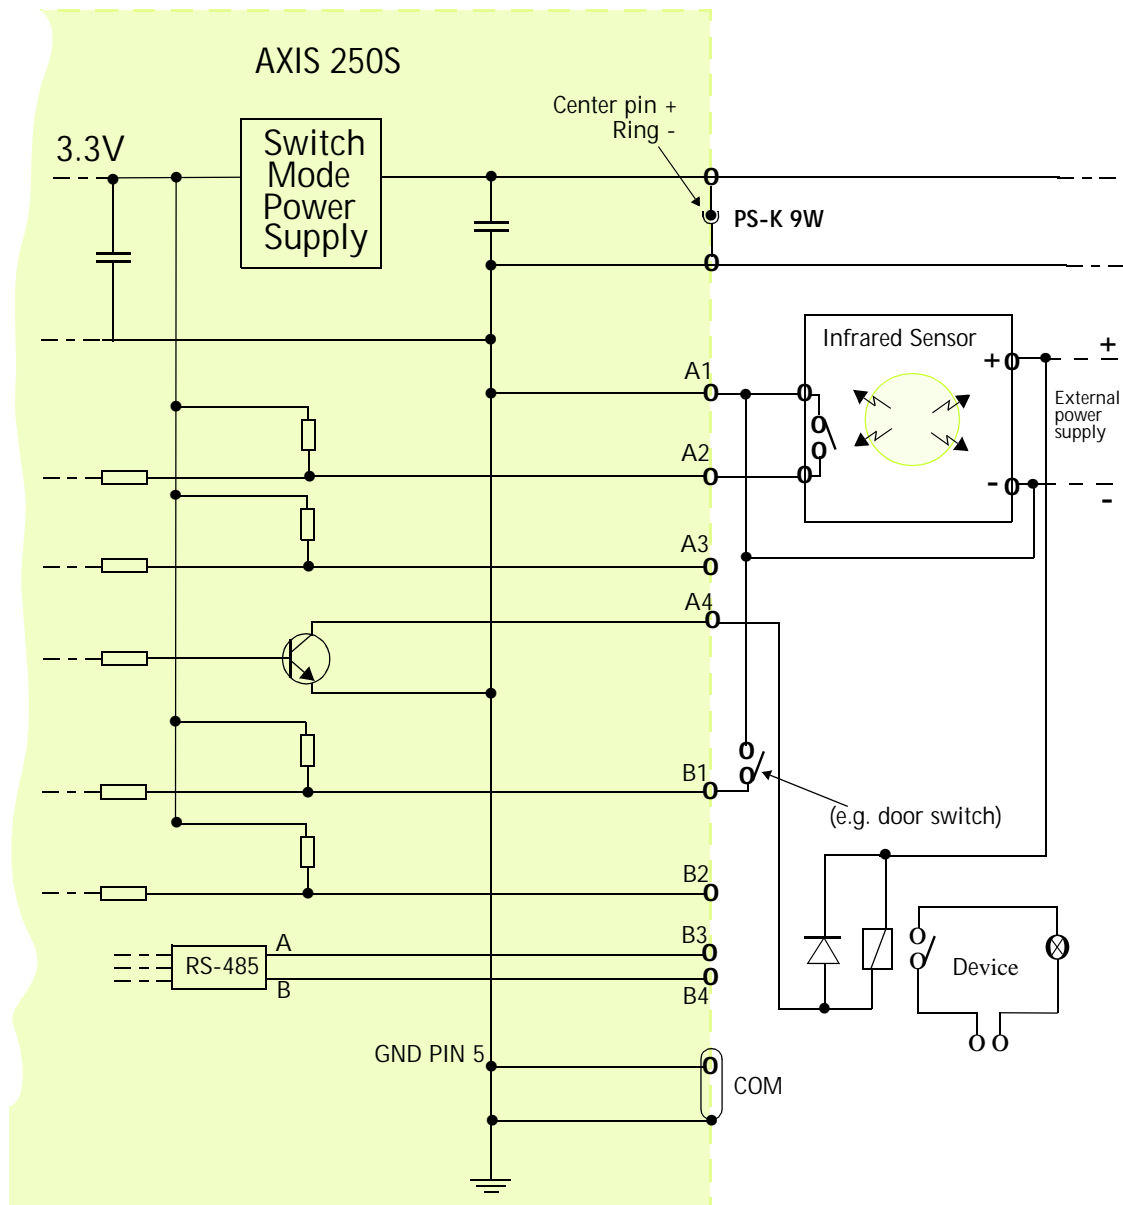 AXIS 250S
Center pin +
Ring -
3.3V
Switch
Mode
Power
Supply
PS-K 9W
Infrared Sensor
+
-
+
External
power
supply
-
A1
A2
A3
A4
B1
(e.g. door switch)
B2
B3
A
RS-485
B
B4
Device
GND PIN 5
COM